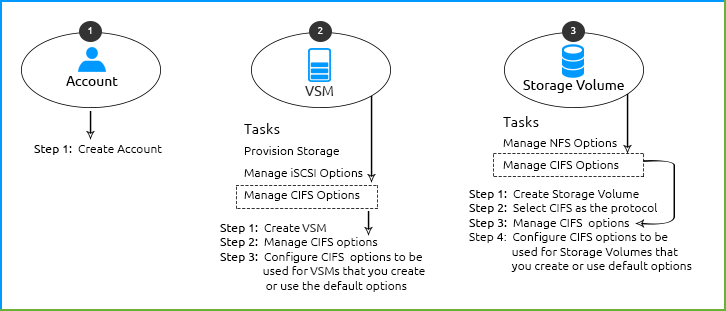 1
Account
Step 1: Create Account
2
VSM
Tasks
Provision Storage
Manage iSCSI Options
Manage CIFS Options
Step 1: Create VSM
Step 2: Manage CIFS options
Step 3: Configure CIFS options to be
used for VSMs that you create
or use the default options
3
Storage Volume
Tasks
Manage NFS Options
Manage CIFS Options
Step 1: Create Storage Volume
Step 2: Select CIFS as the protocol
Step 3: Manage CIFS options
Step 4: Configure CIFS options to be
used for Storage Volumes that
you create or use default options